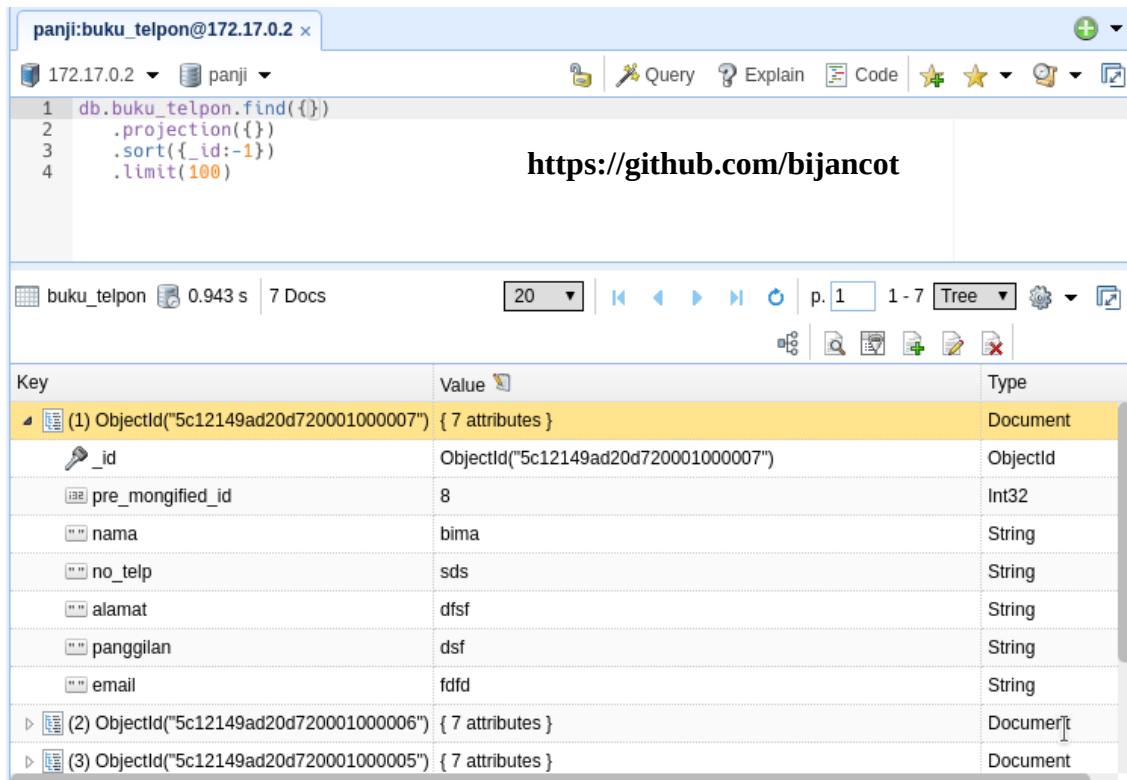 panji:buku_telpon@172.17.0.2 ×
172.17.0.2 panji Query Explain Code
1 db.buku_telpon.find({})
2 .projection({})
3 .sort({_id:-1})
4 .limit(100)
https://github.com/bijancot
buku_telpon 0.943 s 7 Docs 20 p. 1 1 - 7 Tree
Key Value Type
(1) ObjectId("5c12149ad20d720001000007") { 7 attributes } Document
_id ObjectId("5c12149ad20d720001000007") ObjectId
i32 pre_mongified_id 8 Int32
" " nama bima String
" " no_telp sds String
" " alamat dfsf String
" " panggilan dsf String
" " email fdfd String
(2) ObjectId("5c12149ad20d720001000006") { 7 attributes } Document
(3) ObjectId("5c12149ad20d720001000005") { 7 attributes } Document